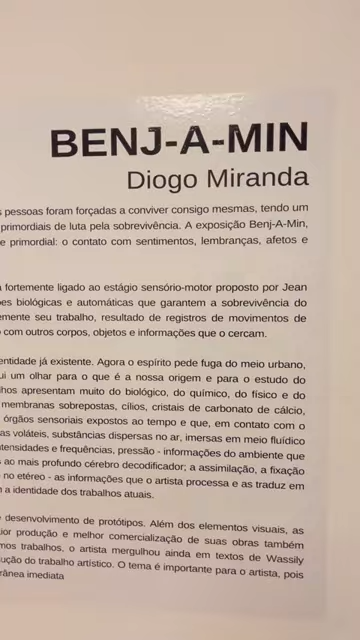 BENJ-A-MIN
Diogo Miranda
pessoas foram forçadas a conviver consigo mesmas, tendo um
primordiais de luta pela sobrevivência. A exposição Benj-A-Min,
e primordial: o contato com sentimentos, lembranças, afetos e
fortemente ligado ao estágio sensório-motor proposto por Jean
ões biológicas e automáticas que garantem a sobrevivência do
emente seu trabalho, resultado de registros de movimentos de
com outros corpos, objetos e informações que o cercam.
entidade já existente. Agora o espírito pede fuga do meio urbano,
ui um olhar para o que é a nossa origem e para o estudo do
lhos apresentam muito do biológico, do químico, do físico e do
membranas sobrepostas, cílios, cristais de carbonato de cálcio,
órgãos sensoriais expostos ao tempo e que, em contato com o
as voláteis, substâncias dispersas no ar, imersas em meio fluídico
ntensidades e frequências, pressão - informações do ambiente que
ao mais profundo cérebro decodificador; a assimilação, a fixação
no etéreo - as informações que o artista processa e as traduz em
a identidade dos trabalhos atuais.
desenvolvimento de protótipos. Além dos elementos visuais, as
ior produção e melhor comercialização de suas obras também
mos trabalhos, o artista mergulhou ainda em textos de Wassily
ução do trabalho artístico. O tema é importante para o artista, pois
rânea imediata